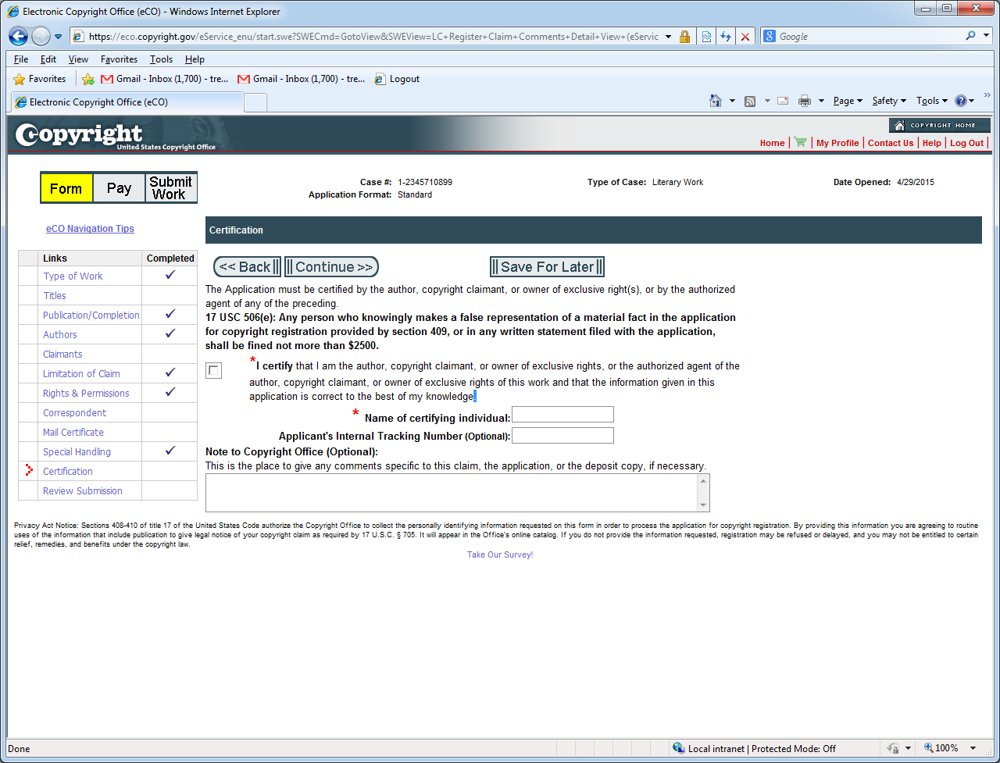 Electronic Copyright Office (eCO) - Windows Internet Explorer
https://eco.copyright.gov/eService_enu/start.swe?SWECmd=GotoView&SWEView=LC+Register+Claim+Comments+Detail+View+(eServic
Google
File Edit View Favorites Tools Help
Favorites Gmail - Inbox (1,700) - tre... Gmail - Inbox (1,700) - tre... Logout
Electronic Copyright Office (eCO)
Page Safety Tools
Copyright
United States Copyright Office
COPYRIGHT HOME
Home | | My Profile | Contact Us | Help | Log Out |
Form Pay Submit Work
Case #: 1-2345710899 Type of Case: Literary Work Date Opened: 4/29/2015
Application Format: Standard
eCO Navigation Tips
Certification
Links Completed
Type of Work
Titles
Publication/Completion
Authors
Claimants
Limitation of Claim
Rights & Permissions
Correspondent
Mail Certificate
Special Handling
Certification
Review Submission
<< Back Continue >> Save For Later
The Application must be certified by the author, copyright claimant, or owner of exclusive right(s), or by the authorized
agent of any of the preceding.
17 USC 506(e): Any person who knowingly makes a false representation of a material fact in the application
for copyright registration provided by section 409, or in any written statement filed with the application,
shall be fined not more than $2500.
*I certify that I am the author, copyright claimant, or owner of exclusive rights, or the authorized agent of the
author, copyright claimant, or owner of exclusive rights of this work and that the information given in this
application is correct to the best of my knowledge.
* Name of certifying individual:
Applicant's Internal Tracking Number (Optional):
Note to Copyright Office (Optional):
This is the place to give any comments specific to this claim, the application, or the deposit copy, if necessary.
Privacy Act Notice: Sections 408-410 of title 17 of the United States Code authorize the Copyright Office to collect the personally identifying information requested on this form in order to process the application for copyright registration. By providing this information you are agreeing to routine
uses of the information that include publication to give legal notice of your copyright claim as required by 17 U.S.C. § 705. It will appear in the Office's online catalog. If you do not provide the information requested, registration may be refused or delayed, and you may not be entitled to certain
relief, remedies, and benefits under the copyright law.
Take Our Survey!
Done Local intranet | Protected Mode: Off 100%